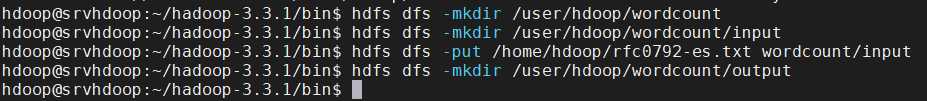 hdoop@srvhdoop:~/hadoop-3.3.1/bin$ hdfs dfs -mkdir /user/hdoop/wordcount
hdoop@srvhdoop:~/hadoop-3.3.1/bin$ hdfs dfs -mkdir /user/hdoop/wordcount/input
hdoop@srvhdoop:~/hadoop-3.3.1/bin$ hdfs dfs -put /home/hdoop/rfc0792-es.txt wordcount/input
hdoop@srvhdoop:~/hadoop-3.3.1/bin$ hdfs dfs -mkdir /user/hdoop/wordcount/output
hdoop@srvhdoop:~/hadoop-3.3.1/bin$